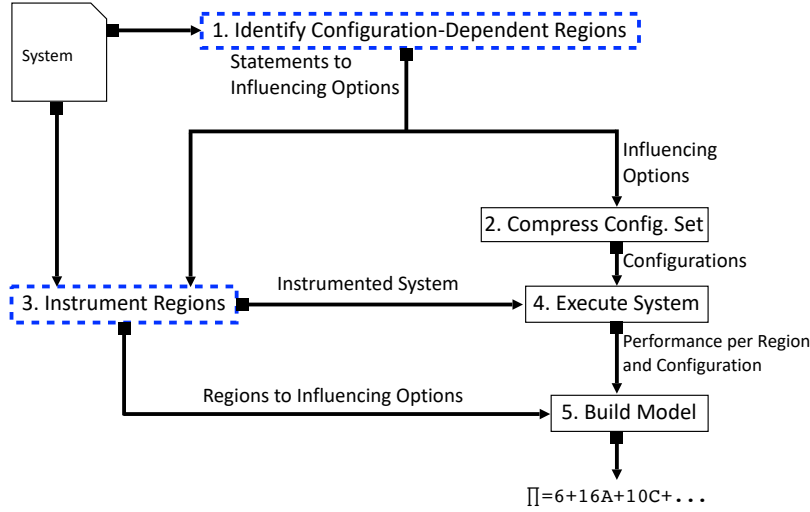 System
1. Identify Configuration-Dependent Regions
Statements to
Influencing Options
Influencing
Options
2. Compress Config. Set
Configurations
3. Instrument Regions
Instrumented System
4. Execute System
Performance per Region
and Configuration
Regions to Influencing Options
5. Build Model
∏=6+16A+10C+...